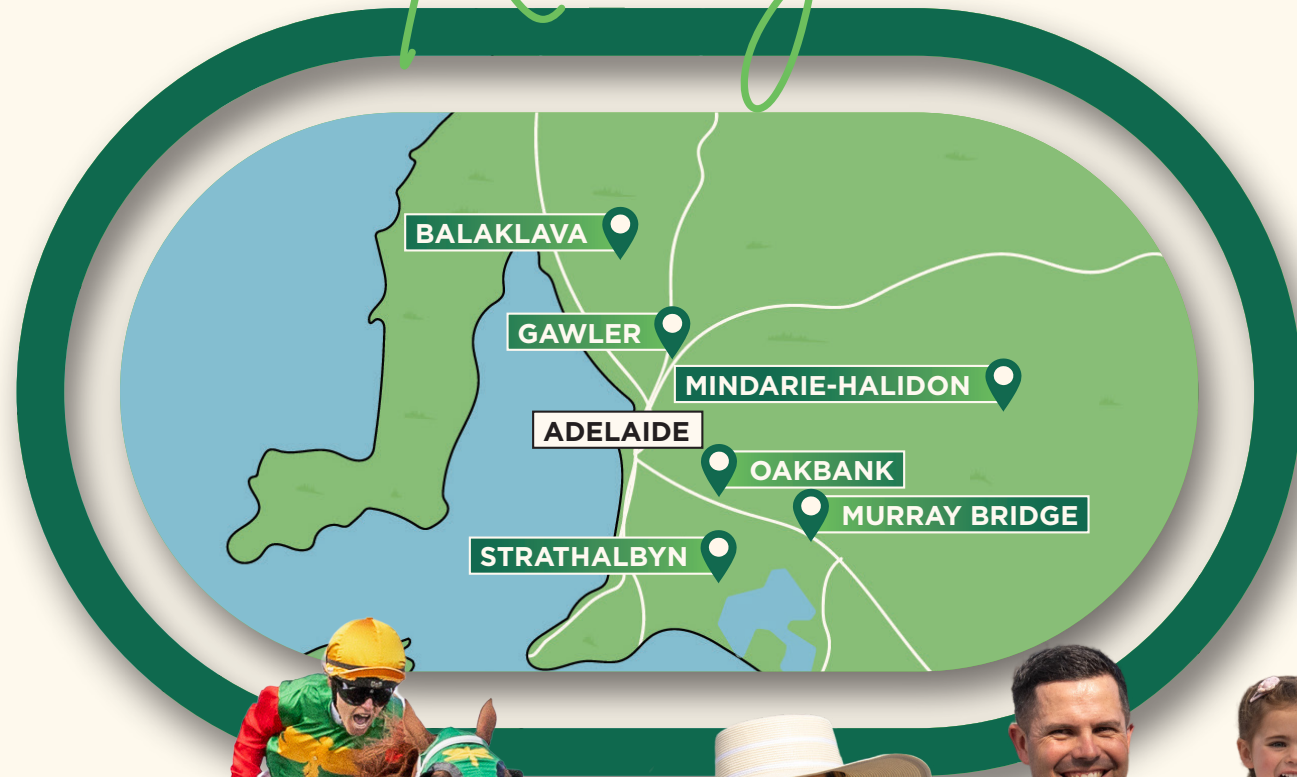 BALAKLAVA
GAWLER
MINDARIE-HALIDON
ADELAIDE
OAKBANK
MURRAY BRIDGE
STRATHALBYN